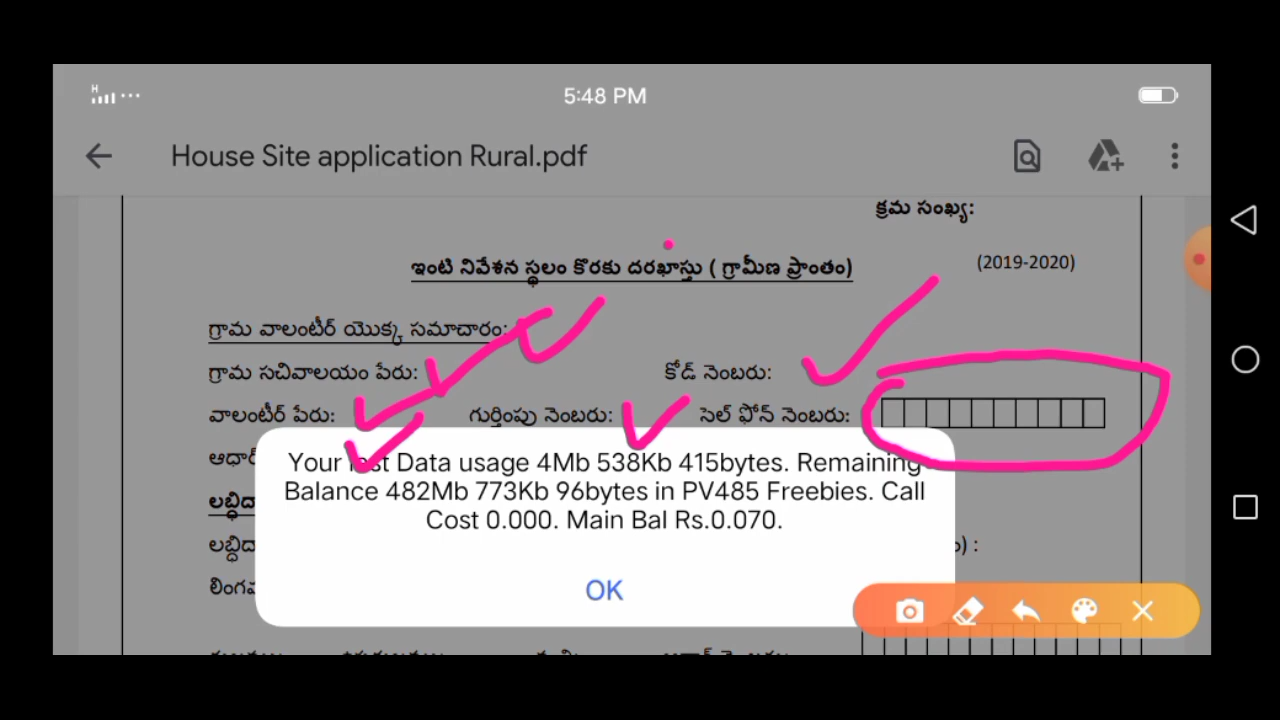 H
5:48 PM
House Site application Rural.pdf
క్రమ సంఖ్య:
ఇంటి నివేశన స్థలం కొరకు దరఖాస్తు ( గ్రామీణ ప్రాంతం)
(2019-2020)
గ్రామ వాలంటీర్ యొక్క సమాచారం:
గ్రామ సచివాలయం పేరు: కోడ్ నెంబరు:
వాలంటీర్ పేరు: గుర్తింపు నెంబరు: సెల్ ఫోన్ నెంబరు:
ఆధార్
Your last Data usage 4Mb 538Kb 415bytes. Remaining
Balance 482Mb 773Kb 96bytes in PV485 Freebies. Call
Cost 0.000. Main Bal Rs.0.070.
OK